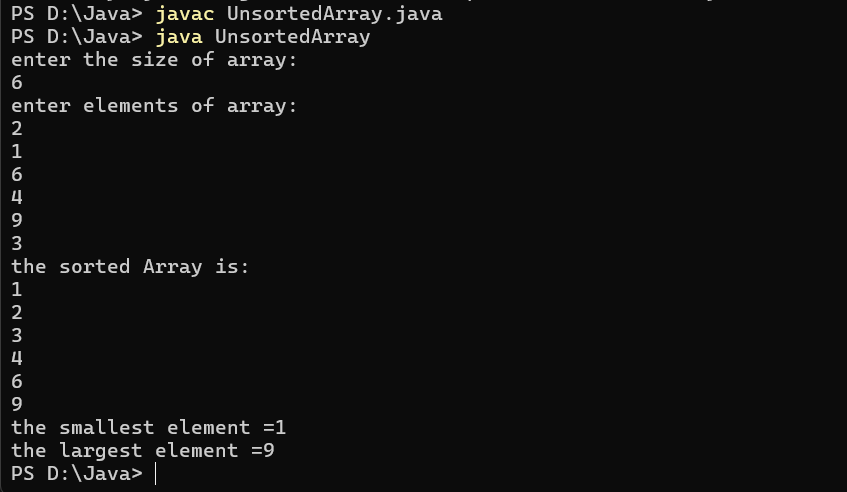 PS D:\Java> javac UnsortedArray.java
PS D:\Java> java UnsortedArray
enter the size of array:
6
enter elements of array:
2
1
6
4
9
3
the sorted Array is:
1
2
3
4
6
9
the smallest element =1
the largest element =9
PS D:\Java>